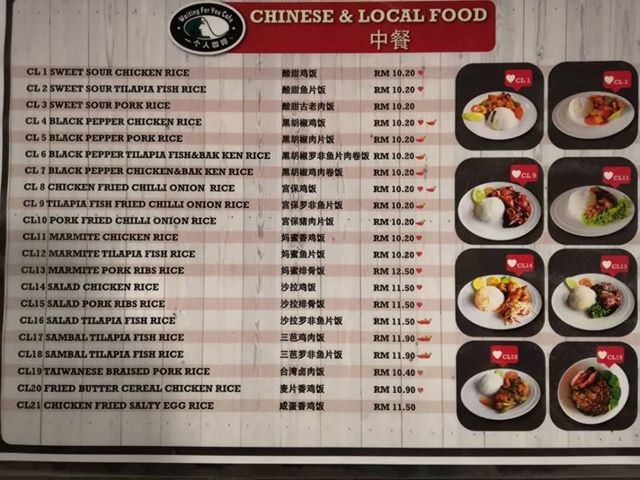 Waiting For You Cafe
一个人咖啡
CHINESE & LOCAL FOOD
中餐
CL 1 SWEET SOUR CHICKEN RICE 酸甜鸡饭 RM 10.20
CL 2 SWEET SOUR TILAPIA FISH RICE 酸甜鱼片饭 RM 10.20
CL 3 SWEET SOUR PORK RICE 酸甜古老肉饭 RM 10.20
CL 4 BLACK PEPPER CHICKEN RICE 黑胡椒鸡饭 RM 10.20
CL 5 BLACK PEPPER PORK RICE 黑胡椒肉片饭 RM 10.20
CL 6 BLACK PEPPER TILAPIA FISH&BAK KEN RICE 黑胡椒罗非鱼片肉卷饭 RM 10.20
CL 7 BLACK PEPPER CHICKEN&BAK KEN RICE 黑胡椒鸡肉卷饭 RM 10.20
CL 8 CHICKEN FRIED CHILLI ONION RICE 宫保鸡饭 RM 10.20
CL 9 TILAPIA FISH FRIED CHILLI ONION RICE 宫保罗非鱼片饭 RM 10.20
CL10 PORK FRIED CHILLI ONION RICE 宫保猪肉片饭 RM 10.20
CL11 MARMITE CHICKEN RICE 妈蜜香鸡饭 RM 10.20
CL12 MARMITE TILAPIA FISH RICE 妈蜜鱼片饭 RM 10.20
CL13 MARMITE PORK RIBS RICE 妈蜜排骨饭 RM 12.50
CL14 SALAD CHICKEN RICE 沙拉鸡饭 RM 11.50
CL15 SALAD PORK RIBS RICE 沙拉排骨饭 RM 11.50
CL16 SALAD TILAPIA FISH RICE 沙拉罗非鱼片饭 RM 11.50
CL17 SAMBAL TILAPIA FISH RICE 三芭鸡肉饭 RM 11.90
CL18 SAMBAL TILAPIA FISH RICE 三芭罗非鱼片饭 RM 11.90
CL19 TAIWANESE BRAISED PORK RICE 台湾卤肉饭 RM 10.40
CL20 FRIED BUTTER CEREAL CHICKEN RICE 麦片香鸡饭 RM 10.90
CL21 CHICKEN FRIED SALTY EGG RICE 咸蛋香鸡饭 RM 11.50
CL 1
CL 3
CL 9
CL11
CL14
CL13
CL18
CL19